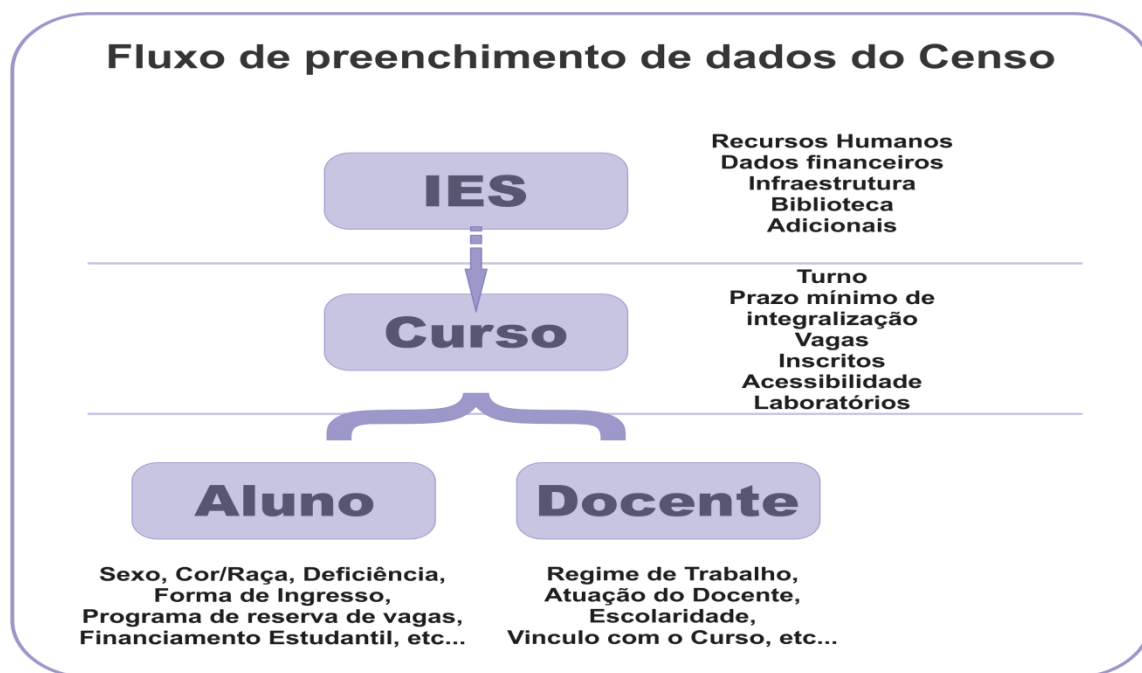 Fluxo de preenchimento de dados do Censo
IES
Recursos Humanos
Dados financeiros
Infraestrutura
Biblioteca
Adicionais
Curso
Turno
Prazo mínimo de
integralização
Vagas
Inscritos
Acessibilidade
Laboratórios
Aluno
Sexo, Cor/Raça, Deficiência,
Forma de Ingresso,
Programa de reserva de vagas,
Financiamento Estudantil, etc...
Docente
Regime de Trabalho,
Atuação do Docente,
Escolaridade,
Vinculo com o Curso, etc...